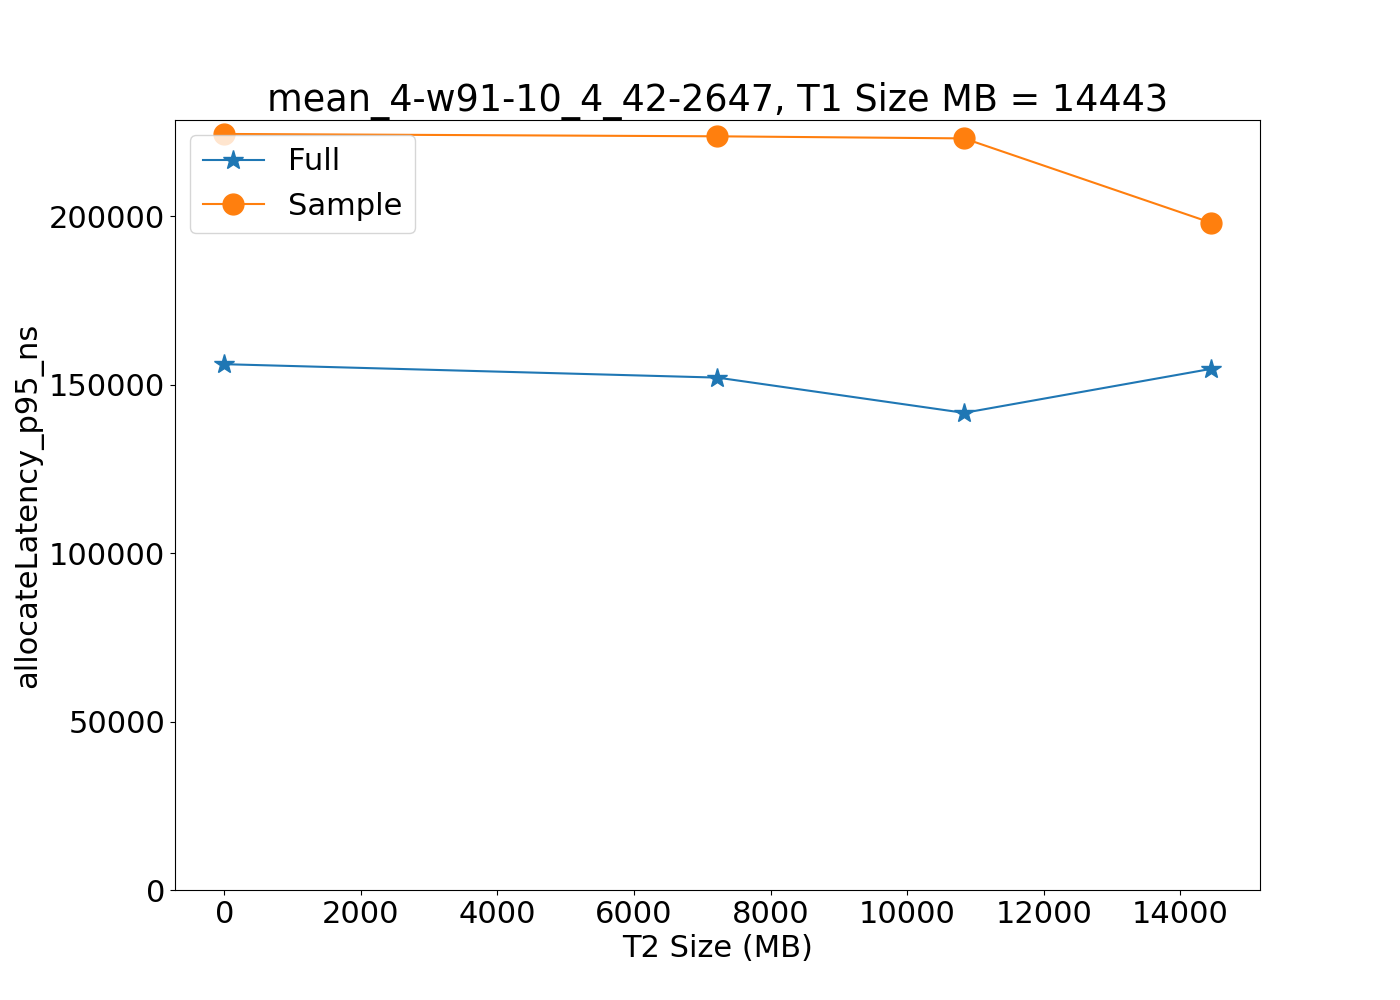 mean_4-w91-10_4_42-2647, T1 Size MB = 14443
Full
Sample
allocateLatency_p95_ns
200000
150000
100000
50000
0
0 2000 4000 6000 8000 10000 12000 14000
T2 Size (MB)